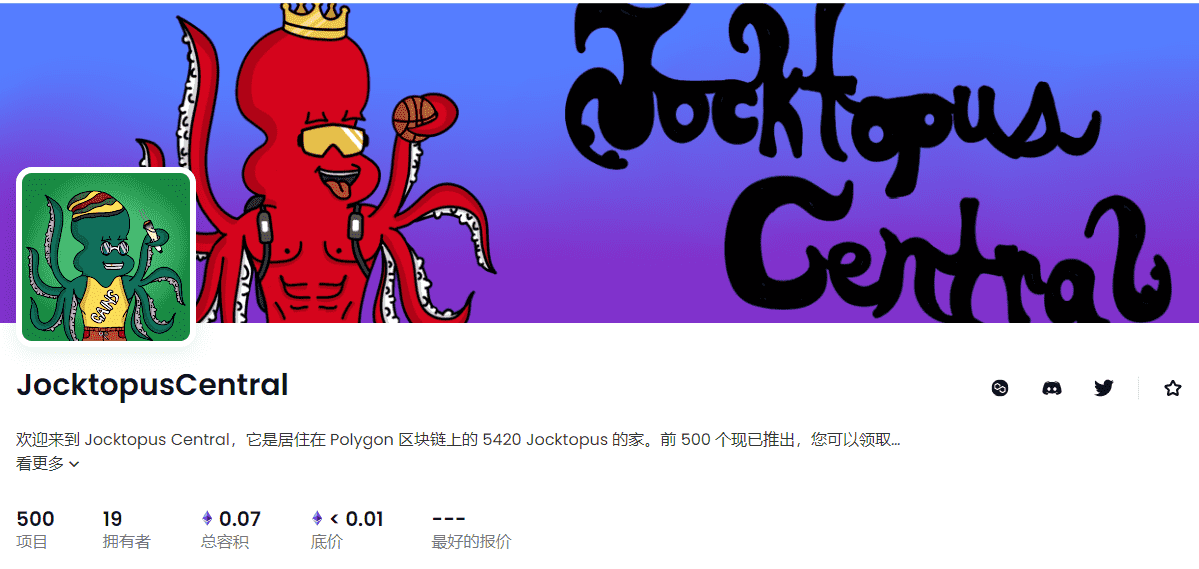 Jocktopus
Central
GAINS
JocktopusCentral
欢迎来到 Jocktopus Central，它是居住在 Polygon 区块链上的 5420 Jocktopus 的家。前 500 个现已推出，您可以领取...
看更多
500 19 0.07 < 0.01 ---
项目 拥有者 总容积 底价 最好的报价